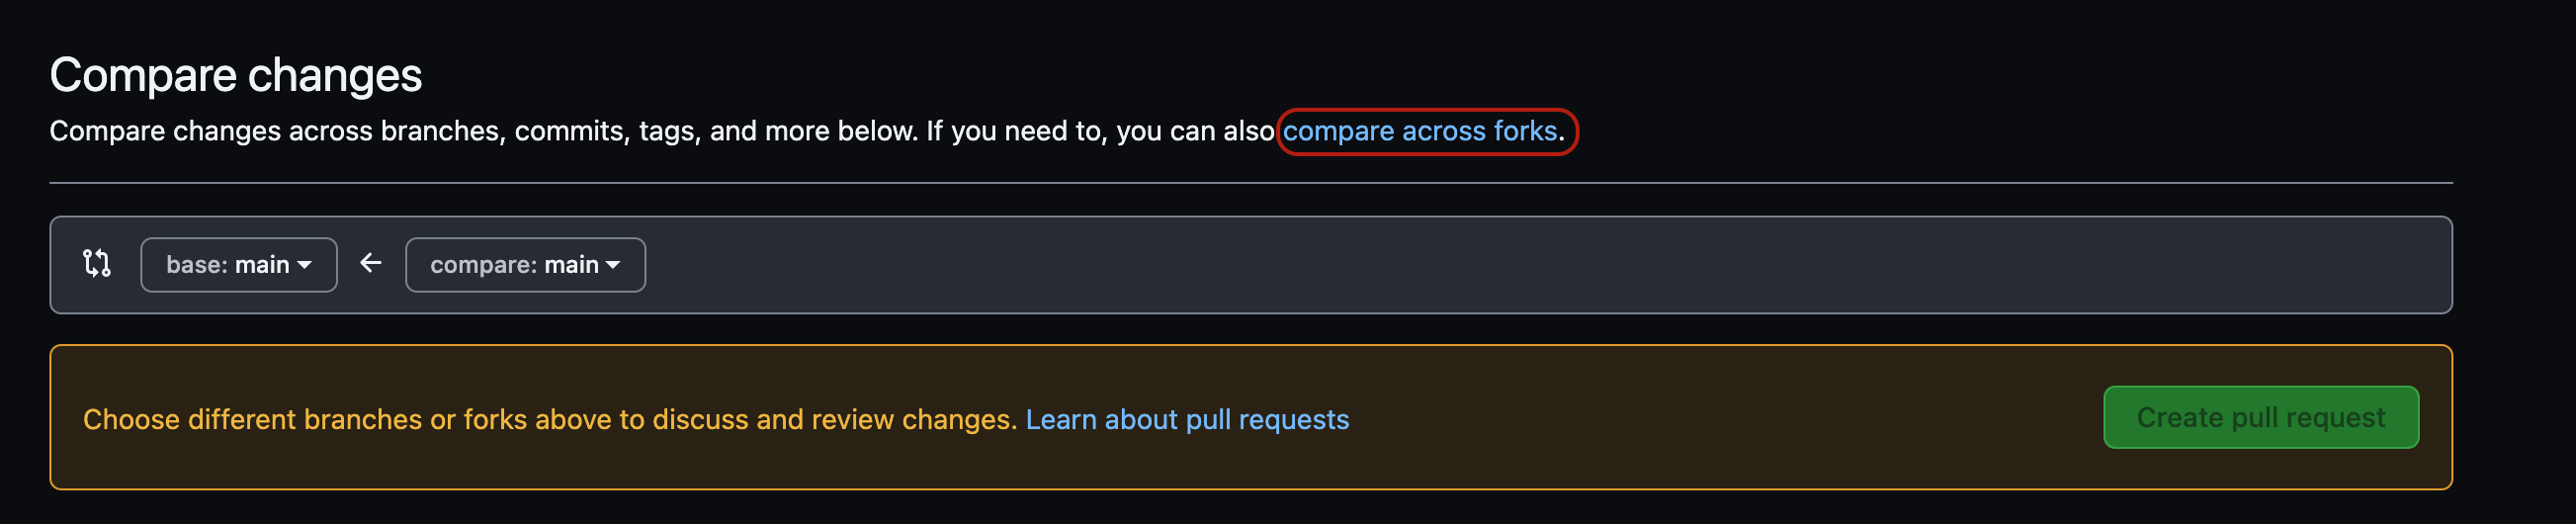 Compare changes
Compare changes across branches, commits, tags, and more below. If you need to, you can also compare across forks.
base: main
compare: main
Choose different branches or forks above to discuss and review changes. Learn about pull requests
Create pull request